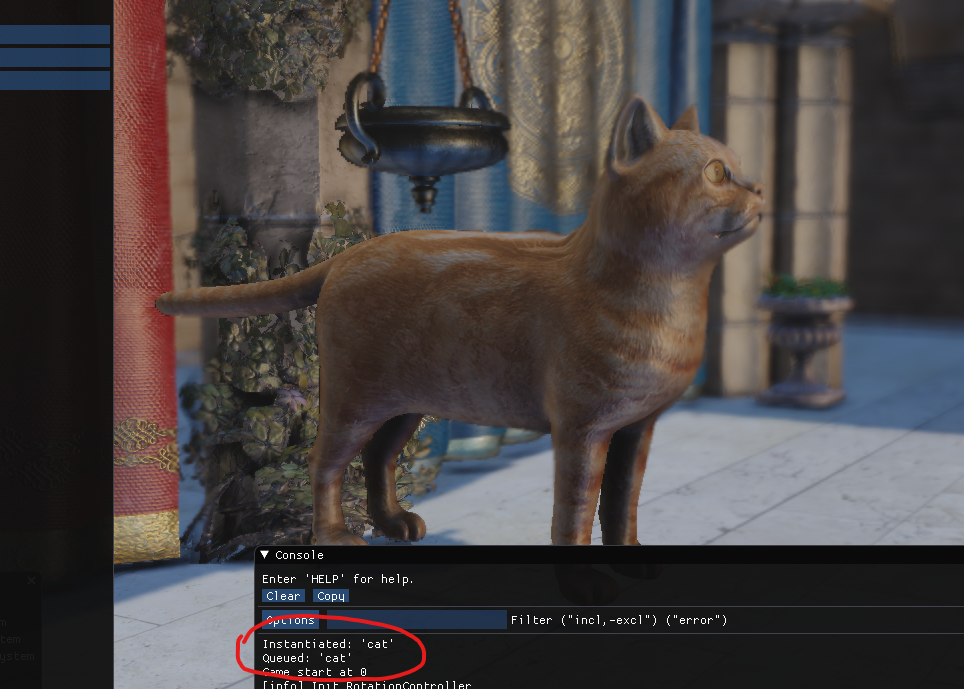 Console
Enter 'HELP' for help.
Clear Copy
Options Filter ("incl,-excl") ("error")
Instantiated: 'cat'
Queued: 'cat'
Game start at 0
[info] Init RotationController